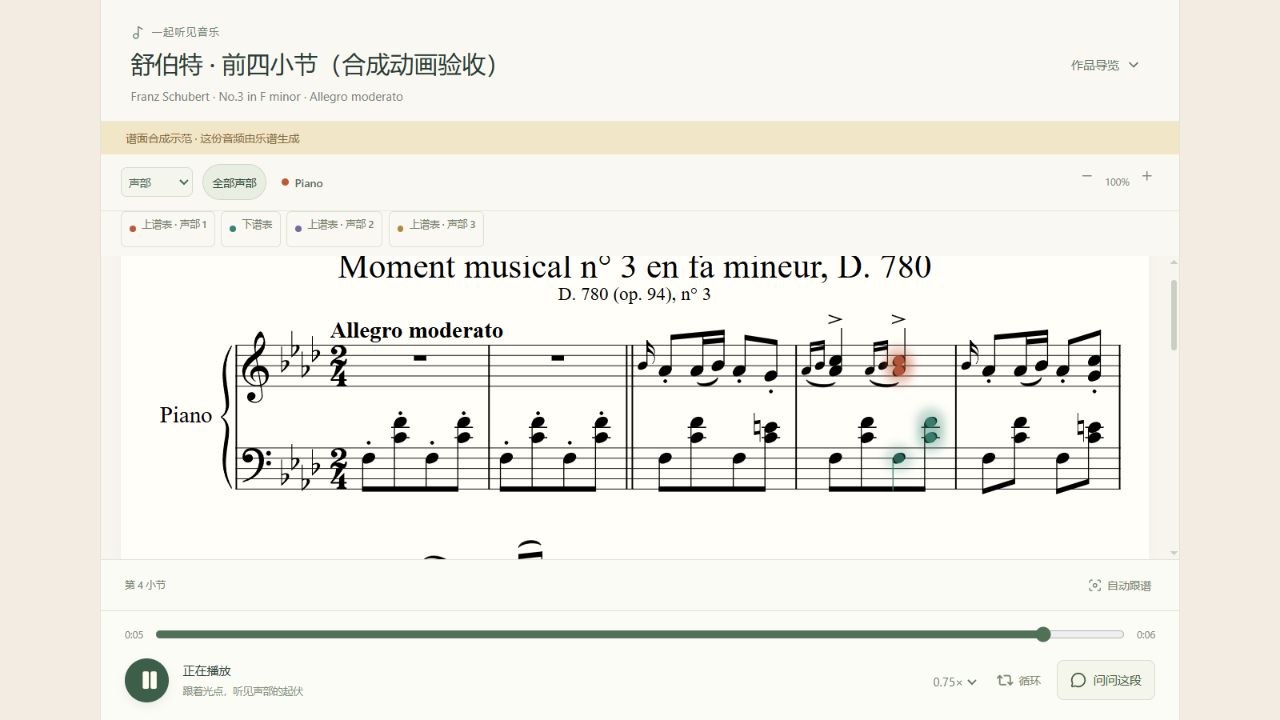 一起听见音乐
舒伯特 · 前四小节（合成动画验收）
作品导览
Franz Schubert · No.3 in F minor · Allegro moderato
谱面合成示范 · 这份音频由乐谱生成
声部 全部声部 Piano 100%
上谱表 · 声部 1 下谱表 上谱表 · 声部 2 上谱表 · 声部 3
Moment musical n° 3 en fa mineur, D. 780
D. 780 (op. 94), n° 3
Allegro moderato
Piano
第 4 小节 自动跟谱
0:05 0:06
正在播放
跟着光点，听见声部的起伏
0.75× 循环 问问这段